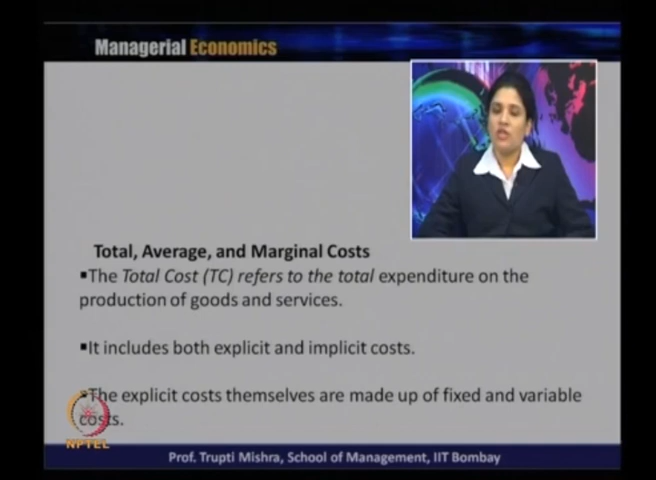 Managerial Economics
Total, Average, and Marginal Costs
▪The Total Cost (TC) refers to the total expenditure on the
production of goods and services.
▪It includes both explicit and implicit costs.
▪The explicit costs themselves are made up of fixed and variable
costs.
NPTEL
Prof. Trupti Mishra, School of Management, IIT Bombay